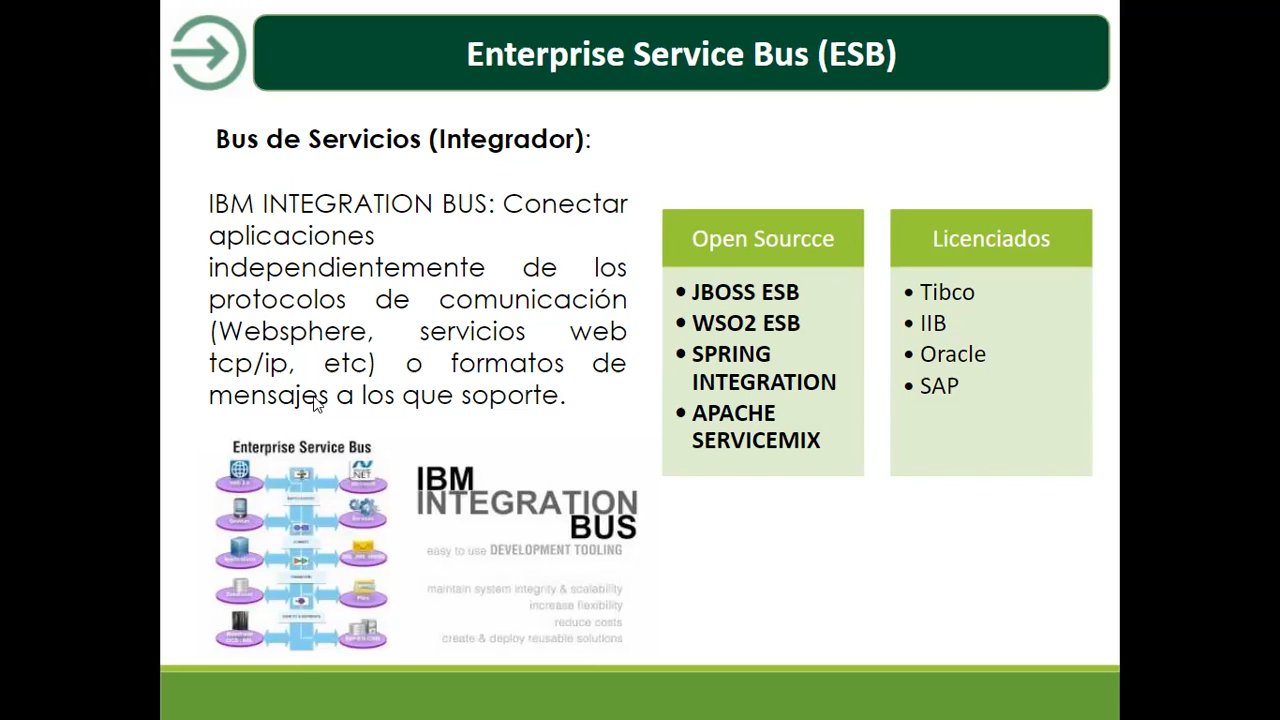 Enterprise Service Bus (ESB)
Bus de Servicios (Integrador):
IBM INTEGRATION BUS: Conectar
aplicaciones
independientemente de los
protocolos de comunicación
(Websphere, servicios web
tcp/ip, etc) o formatos de
mensajes a los que soporte.
Open Sourcce
• JBOSS ESB
• WSO2 ESB
• SPRING
INTEGRATION
• APACHE
SERVICEMIX
Licenciados
• Tibco
• IIB
• Oracle
• SAP
Enterprise Service Bus
.NET
Files
IBM
INTEGRATION
BUS
easy to use DEVELOPMENT TOOLING
maintain system integrity & scalability
increase flexibility
reduce costs
create & deploy reusable solutions